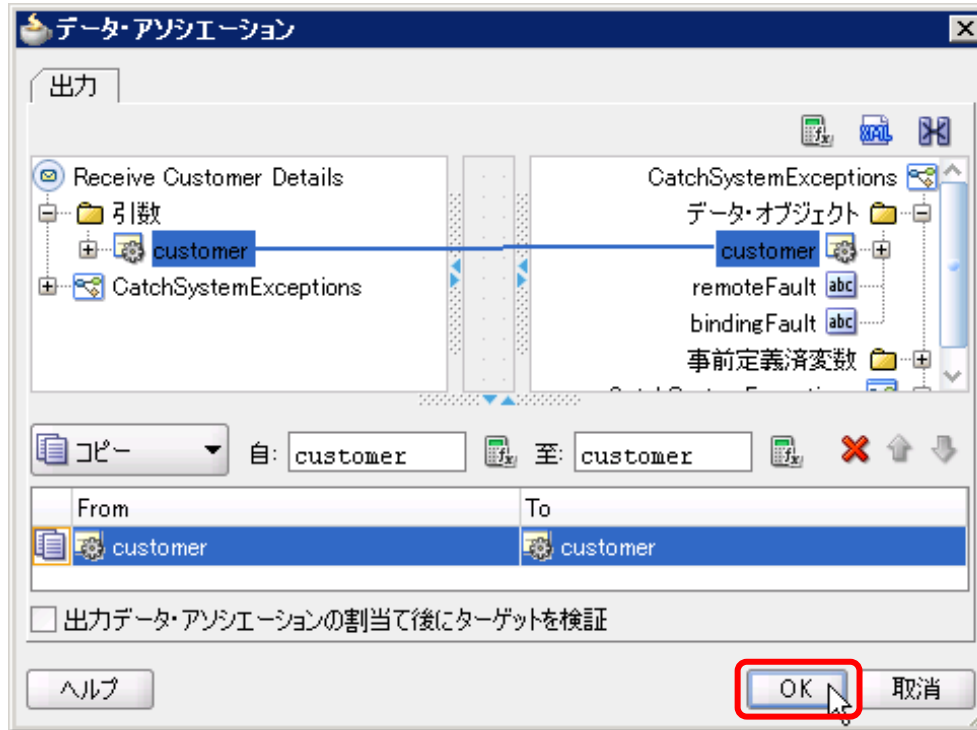 データ・アソシエーション
出力
Receive Customer Details
引数
customer
CatchSystemExceptions
CatchSystemExceptions
データ・オブジェクト
customer
remoteFault abc
bindingFault abc
事前定義済変数
コピー 自: customer 至: customer
From To
customer customer
出力データ・アソシエーションの割当て後にターゲットを検証
ヘルプ OK 取消